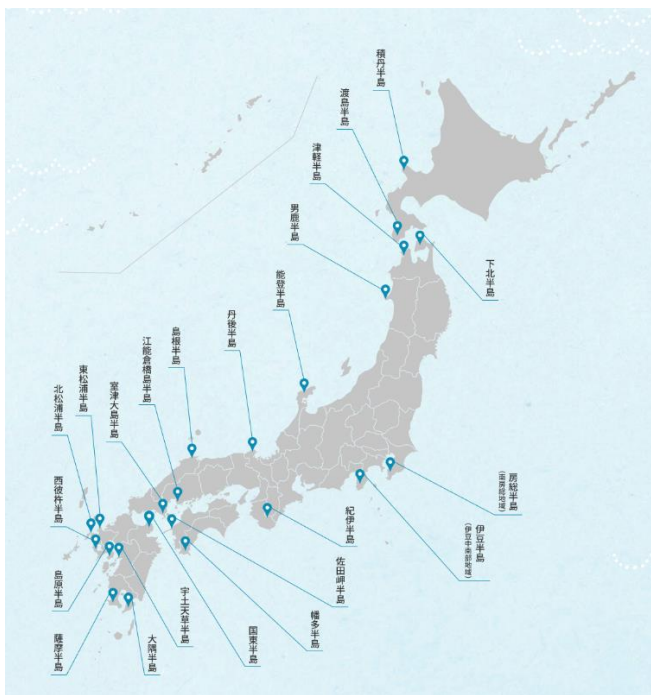 積丹半島
渡島半島
津軽半島
男鹿半島
下北半島
能登半島
丹後半島
島根半島
江能倉橋島半島
室津大島半島
東松浦半島
北松浦半島
西彼杵半島
島原半島
薩摩半島
大隅半島
宇土天草半島
国東半島
幡多半島
佐田岬半島
紀伊半島
伊豆半島
(伊豆中南部地域)
房総半島
(南房総地域)